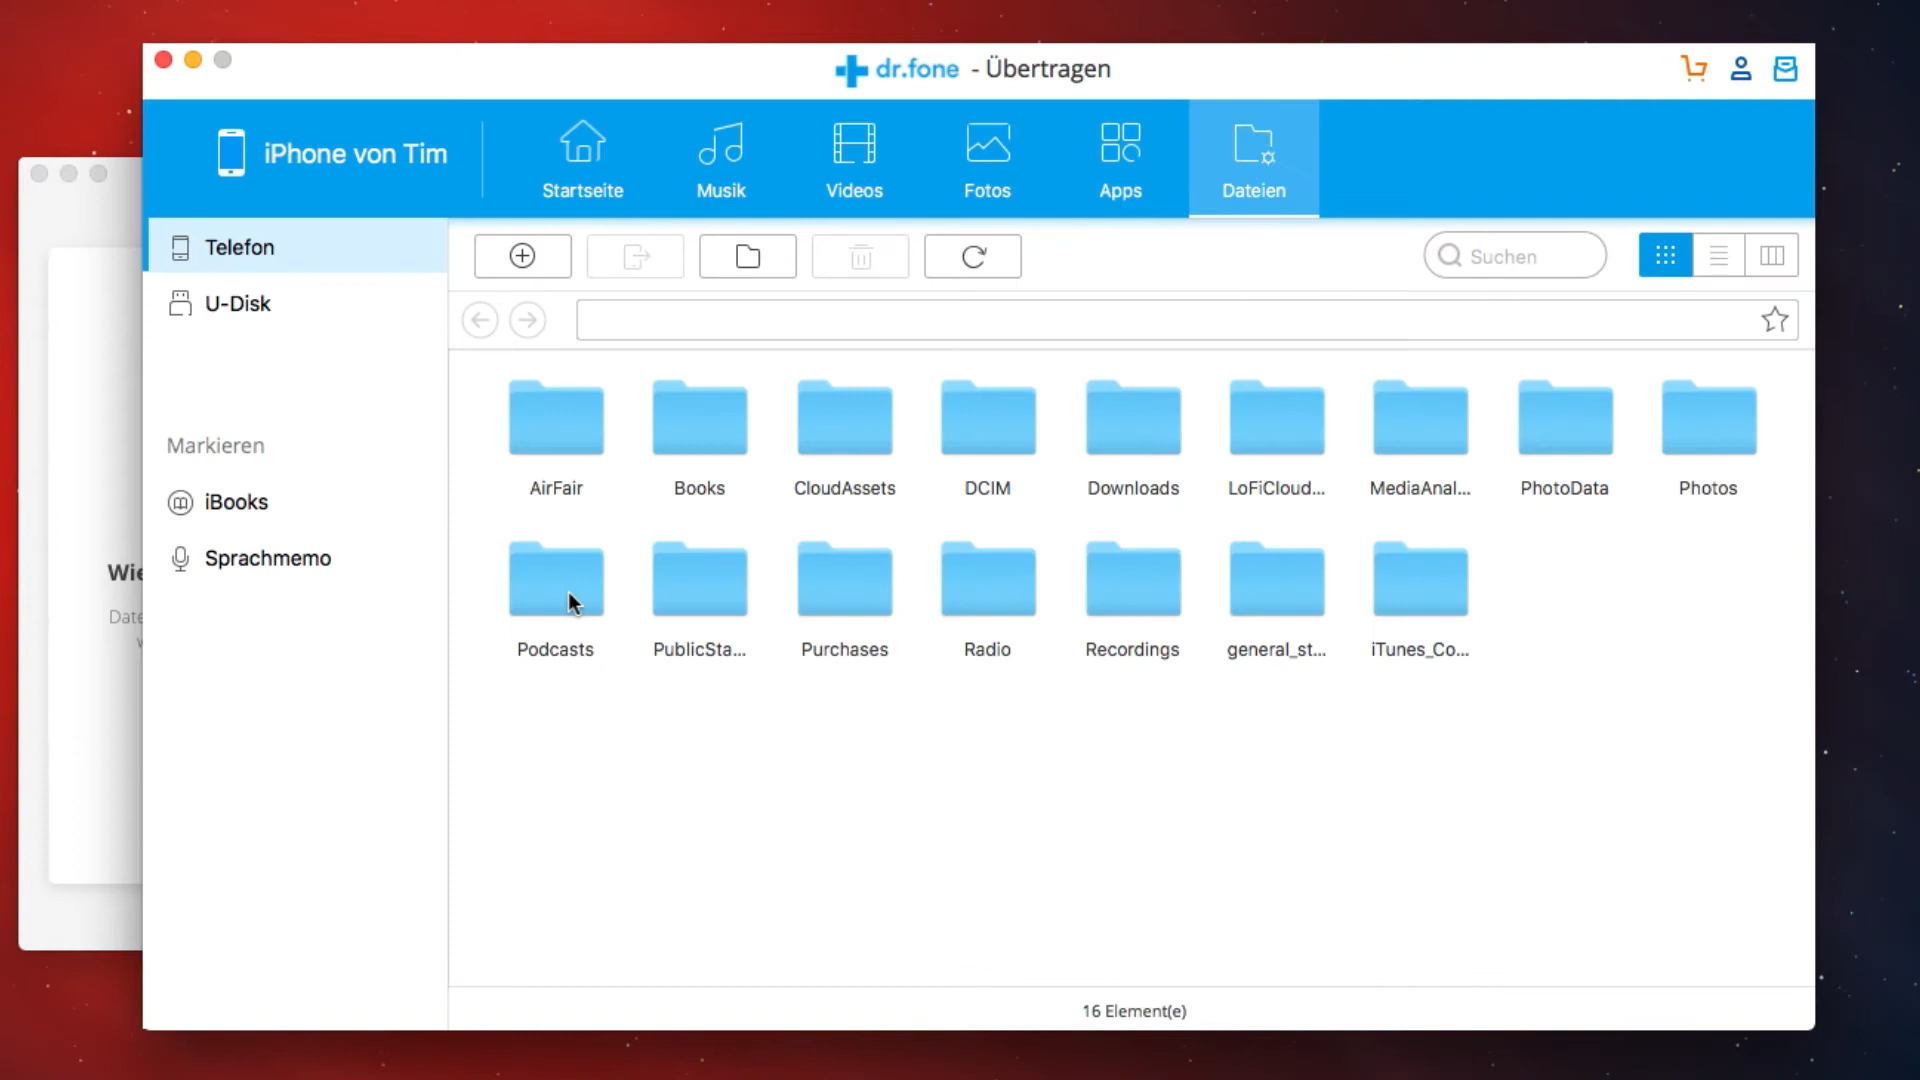 dr.fone - Übertragen
iPhone von Tim
Startseite
Musik
Videos
Fotos
Apps
Dateien
Telefon
U-Disk
Markieren
iBooks
Sprachmemo
Suchen
AirFair
Books
CloudAssets
DCIM
Downloads
LoFiCloud...
MediaAnal...
PhotoData
Photos
Podcasts
PublicSta...
Purchases
Radio
Recordings
general_st...
iTunes_Co...
16 Element(e)
Wie
Date